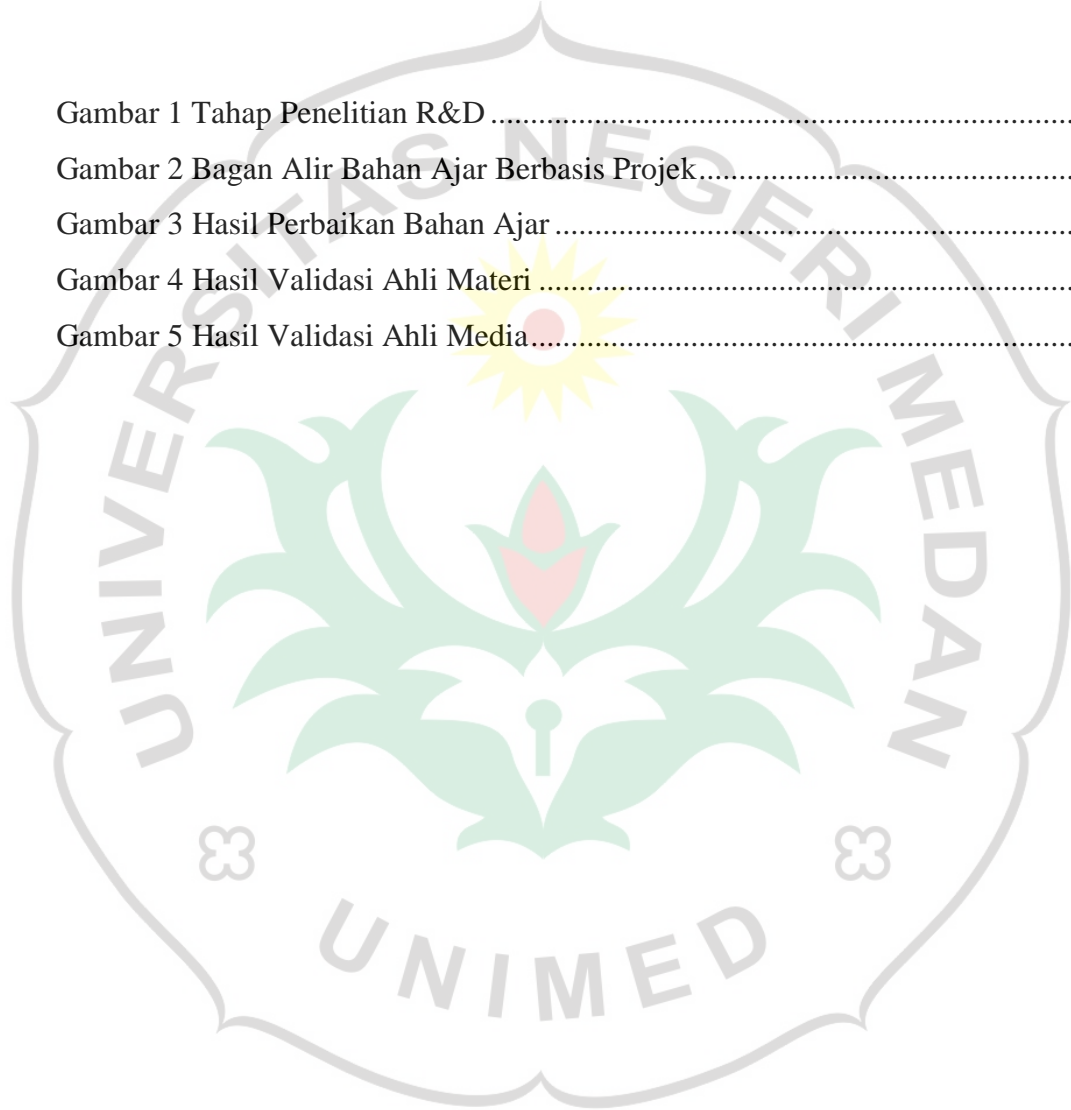 Gambar 1 Tahap Penelitian R&D ........................................................................
Gambar 2 Bagan Alir Bahan Ajar Berbasis Projek..............................................
Gambar 3 Hasil Perbaikan Bahan Ajar ................................................................
Gambar 4 Hasil Validasi Ahli Materi ..................................................................
Gambar 5 Hasil Validasi Ahli Media...................................................................
UNIVERSITAS NEGERI MEDAN
UNIMED